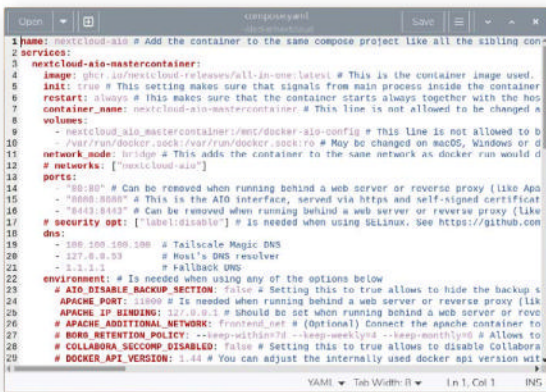 Open
compose.yaml
Save
1 name: nextcloud-aio # Add the container to the same compose project like all the sibling con
2 services:
3 nextcloud-aio-mastercontainer:
4 image: ghcr.io/nextcloud-releases/all-in-one:latest # This is the container image used.
5 init: true # This setting makes sure that signals from main process inside the container
6 restart: always # This makes sure that the container starts always together with the hos
7 container_name: nextcloud-aio-mastercontainer # This line is not allowed to be changed a
8 volumes:
9 - nextcloud_aio_mastercontainer:/mnt/docker-aio-config # This line is not allowed to b
10 - /var/run/docker.sock:/var/run/docker.sock:ro # May be changed on macOS, Windows or d
11 network_mode: bridge # This adds the container to the same network as docker run would d
12 # networks: ["nextcloud-aio"]
13 ports:
14 - "80:80" # Can be removed when running behind a web server or reverse proxy (like Apa
15 - "8080:8080" # This is the AIO interface, served via https and self-signed certificat
16 - "8443:8443" # Can be removed when running behind a web server or reverse proxy (like
17 # security_opt: ["label:disable"] # Is needed when using SELinux. See https://github.com
18 dns:
19 - 100.100.100.100 # Tailscale Magic DNS
20 - 127.0.0.53 # Host's DNS resolver
21 - 1.1.1.1 # Fallback DNS
22 environment: # Is needed when using any of the options below
23 # AIO_DISABLE_BACKUP_SECTION: false # Setting this to true allows to hide the backup s
24 APACHE_PORT: 11000 # Is needed when running behind a web server or reverse proxy (lik
25 APACHE_IP_BINDING: 127.0.0.1 # Should be set when running behind a web server or reve
26 # APACHE_ADDITIONAL_NETWORK: frontend_net # (Optional) Connect the apache container to
27 # BORG_RETENTION_POLICY: --keep-within=7d --keep-weekly=4 --keep-monthly=6 # Allows to
28 # COLLABORA_SECCOMP_DISABLED: false # Setting this to true allows to disable Collabora
29 # DOCKER_API_VERSION: 1.44 # You can adjust the internally used docker api version wit
YAML Tab Width: 8 Ln 1, Col 1 INS